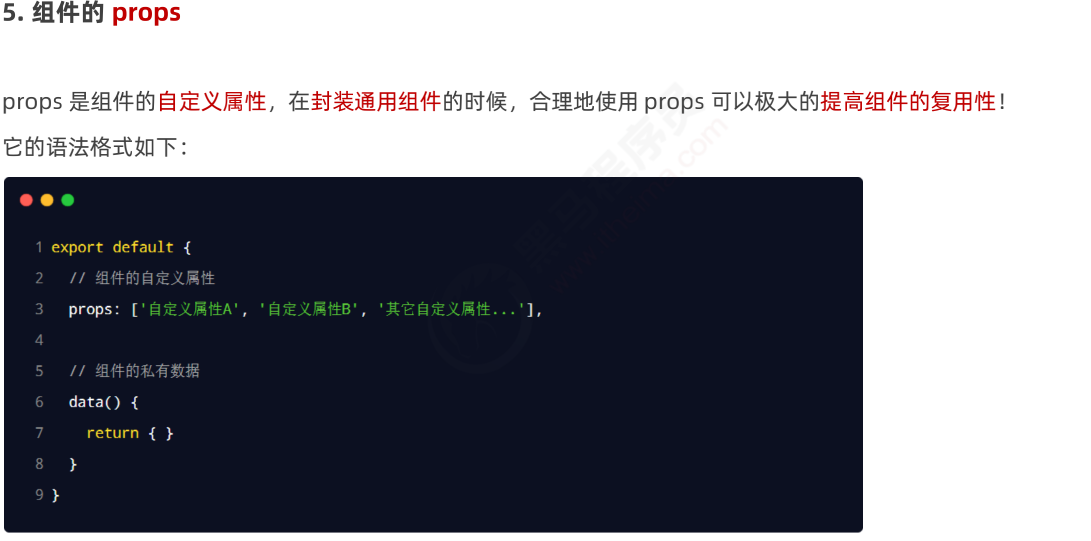 5. 组件的 props
props 是组件的自定义属性，在封装通用组件的时候，合理地使用 props 可以极大的提高组件的复用性！
它的语法格式如下：
1 export default {
2 // 组件的自定义属性
3 props: ['自定义属性A', '自定义属性B', '其它自定义属性...'],
4
5 // 组件的私有数据
6 data() {
7 return { }
8 }
9 }
黑马程序员